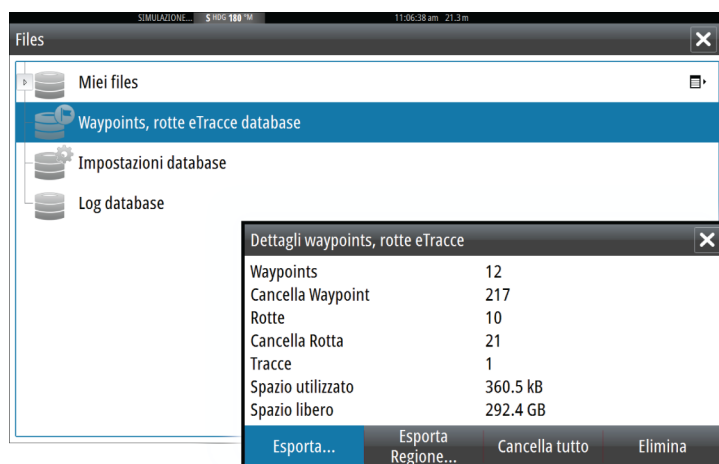 SIMULAZIONE... S HDG 180 °M 11:06:38 am 21.3 m
Files
Miei files
Waypoints, rotte eTracce database
Impostazioni database
Log database
Dettagli waypoints, rotte eTracce
Waypoints 12
Cancella Waypoint 217
Rotte 10
Cancella Rotta 21
Tracce 1
Spazio utilizzato 360.5 kB
Spazio libero 292.4 GB
Esporta... Esporta Regione... Cancella tutto Elimina